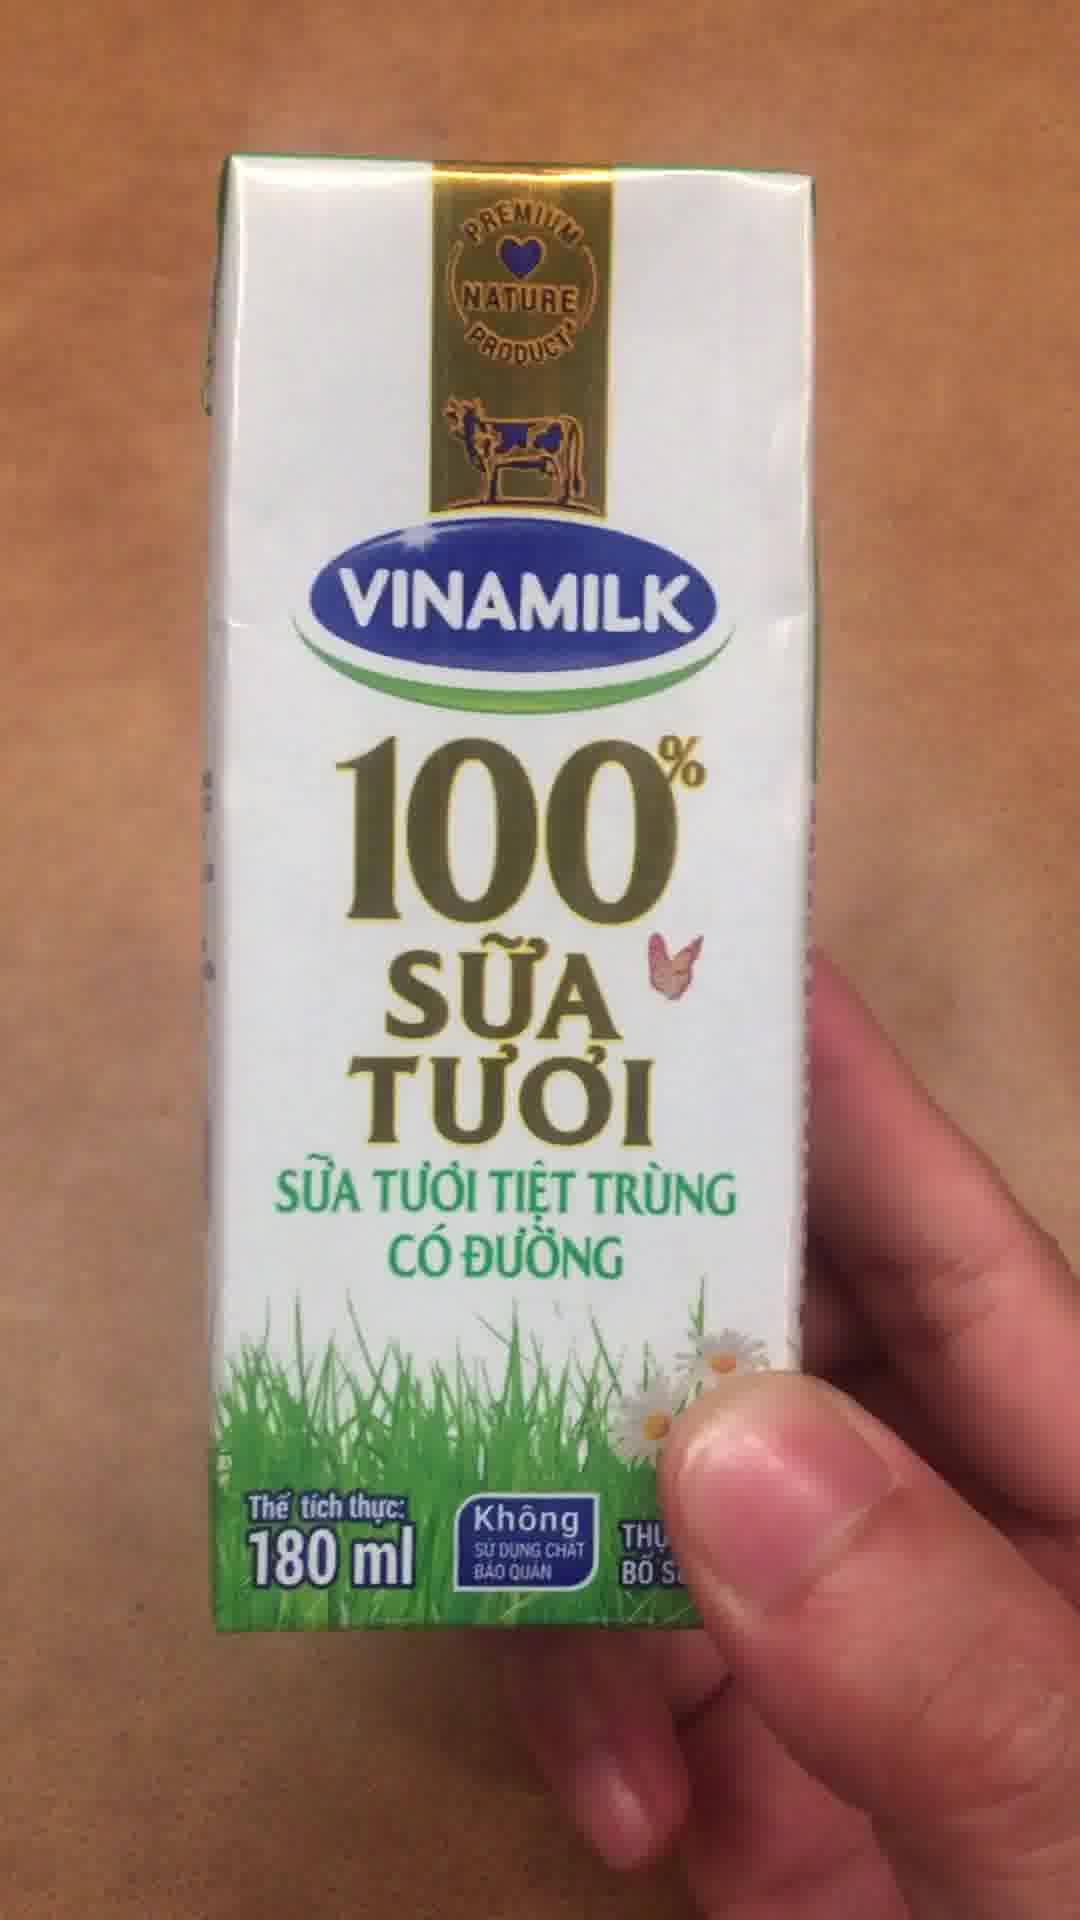 PREMIUM
NATURE
PRODUCT
VINAMILK
100%
SỮA
TƯƠI
SỮA TƯƠI TIỆT TRÙNG
CÓ ĐƯỜNG
Thể tích thực:
180 ml
Không
SỬ DỤNG CHẤT
BẢO QUẢN
BỔ